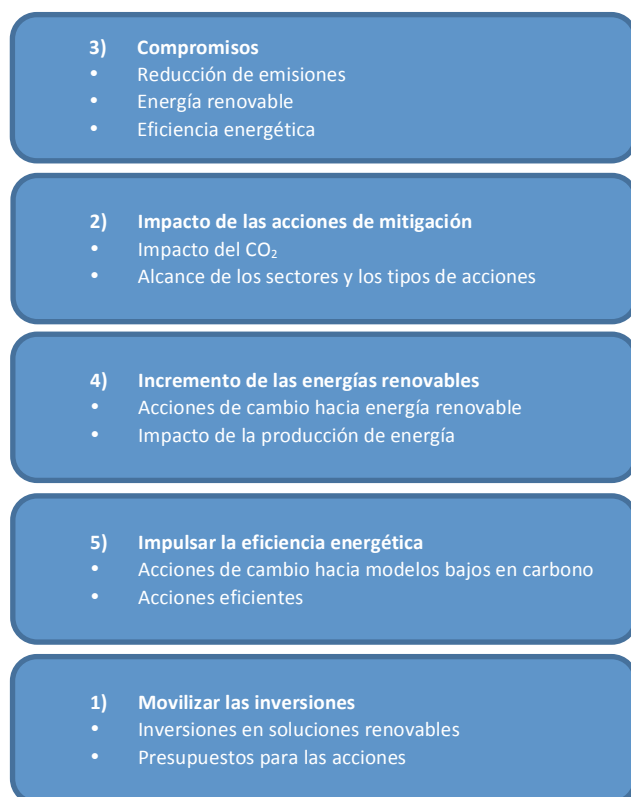 3) Compromisos
• Reducción de emisiones
• Energía renovable
• Eficiencia energética
2) Impacto de las acciones de mitigación
• Impacto del CO₂
• Alcance de los sectores y los tipos de acciones
4) Incremento de las energías renovables
• Acciones de cambio hacia energía renovable
• Impacto de la producción de energía
5) Impulsar la eficiencia energética
• Acciones de cambio hacia modelos bajos en carbono
• Acciones eficientes
1) Movilizar las inversiones
• Inversiones en soluciones renovables
• Presupuestos para las acciones